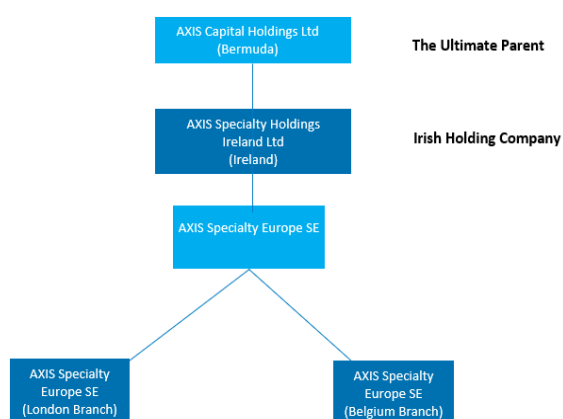 AXIS Capital Holdings Ltd
(Bermuda)
The Ultimate Parent
AXIS Specialty Holdings
Ireland Ltd
(Ireland)
Irish Holding Company
AXIS Specialty Europe SE
AXIS Specialty
Europe SE
(London Branch)
AXIS Specialty
Europe SE
(Belgium Branch)